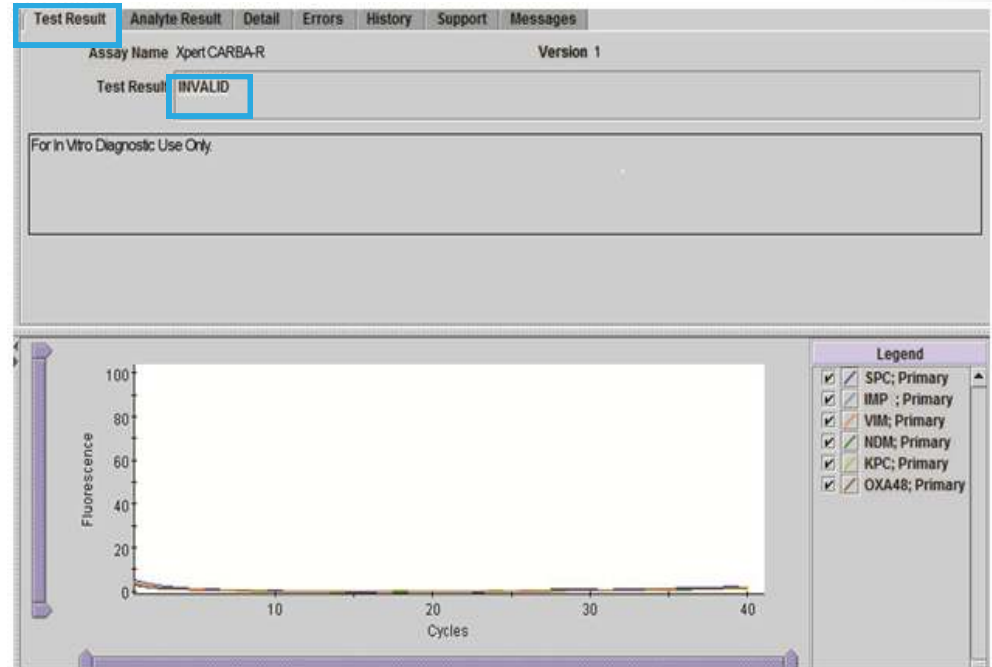 Test Result Analyte Result Detail Errors History Support Messages
Assay Name Xpert CARBA-R Version 1
Test Result INVALID
For In Vitro Diagnostic Use Only.
Legend
SPC; Primary
IMP ; Primary
VIM; Primary
NDM; Primary
KPC; Primary
OXA48; Primary
100
80
60
40
20
0
Fluorescence
10 20 30 40
Cycles